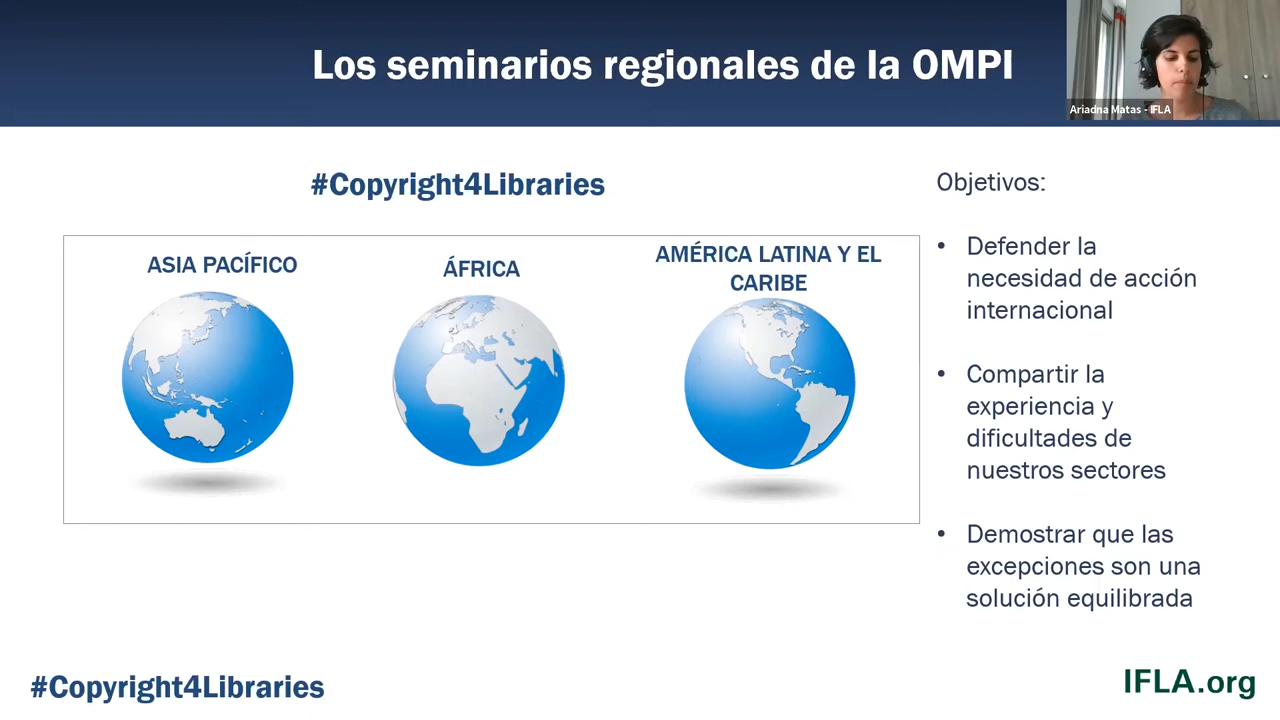 Los seminarios regionales de la OMPI
Ariadna Matas - IFLA
#Copyright4Libraries
ASIA PACÍFICO
ÁFRICA
AMÉRICA LATINA Y EL
CARIBE
Objetivos:
• Defender la
necesidad de acción
internacional
• Compartir la
experiencia y
dificultades de
nuestros sectores
• Demostrar que las
excepciones son una
solución equilibrada
#Copyright4Libraries
IFLA.org